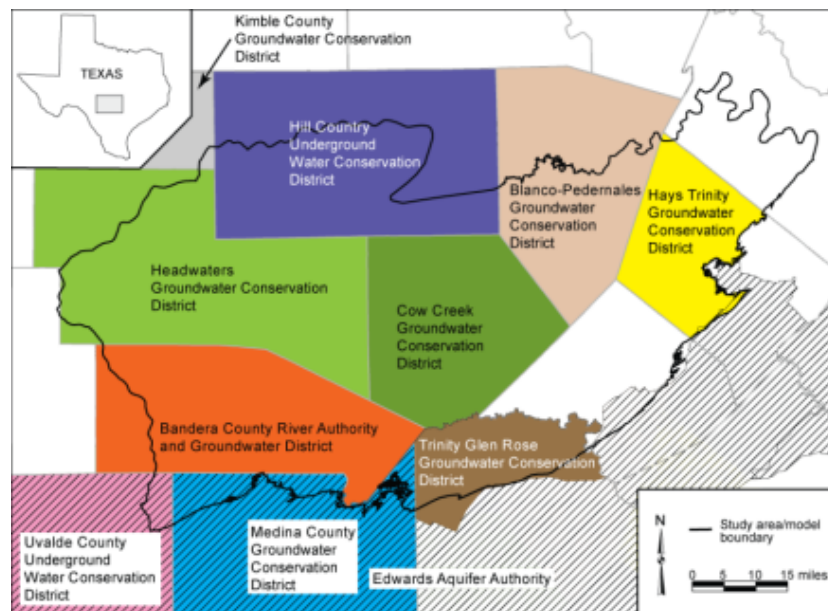 Kimble County
Groundwater Conservation
District
TEXAS
Hill Country
Underground
Water Conservation
District
Blanco-Pedernales
Groundwater
Conservation
District
Hays Trinity
Groundwater
Conservation
District
Headwaters
Groundwater Conservation
District
Cow Creek
Groundwater
Conservation
District
Bandera County River Authority
and Groundwater District
Trinity Glen Rose
Groundwater Conservation
District
Uvalde County
Underground
Water Conservation
District
Medina County
Groundwater
Conservation
District
Edwards Aquifer Authority
N
Study area/model
boundary
0 5 10 15 miles